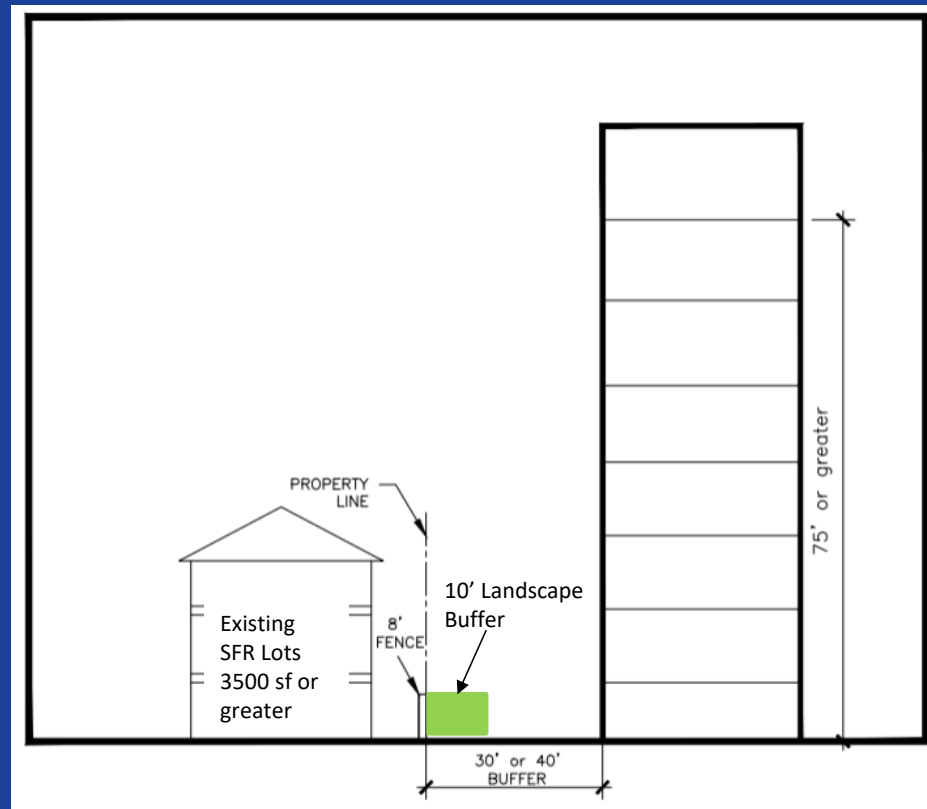 PROPERTY
LINE
75' or greater
10’ Landscape
Buffer
8'
FENCE
Existing
SFR Lots
3500 sf or
greater
30' or 40'
BUFFER